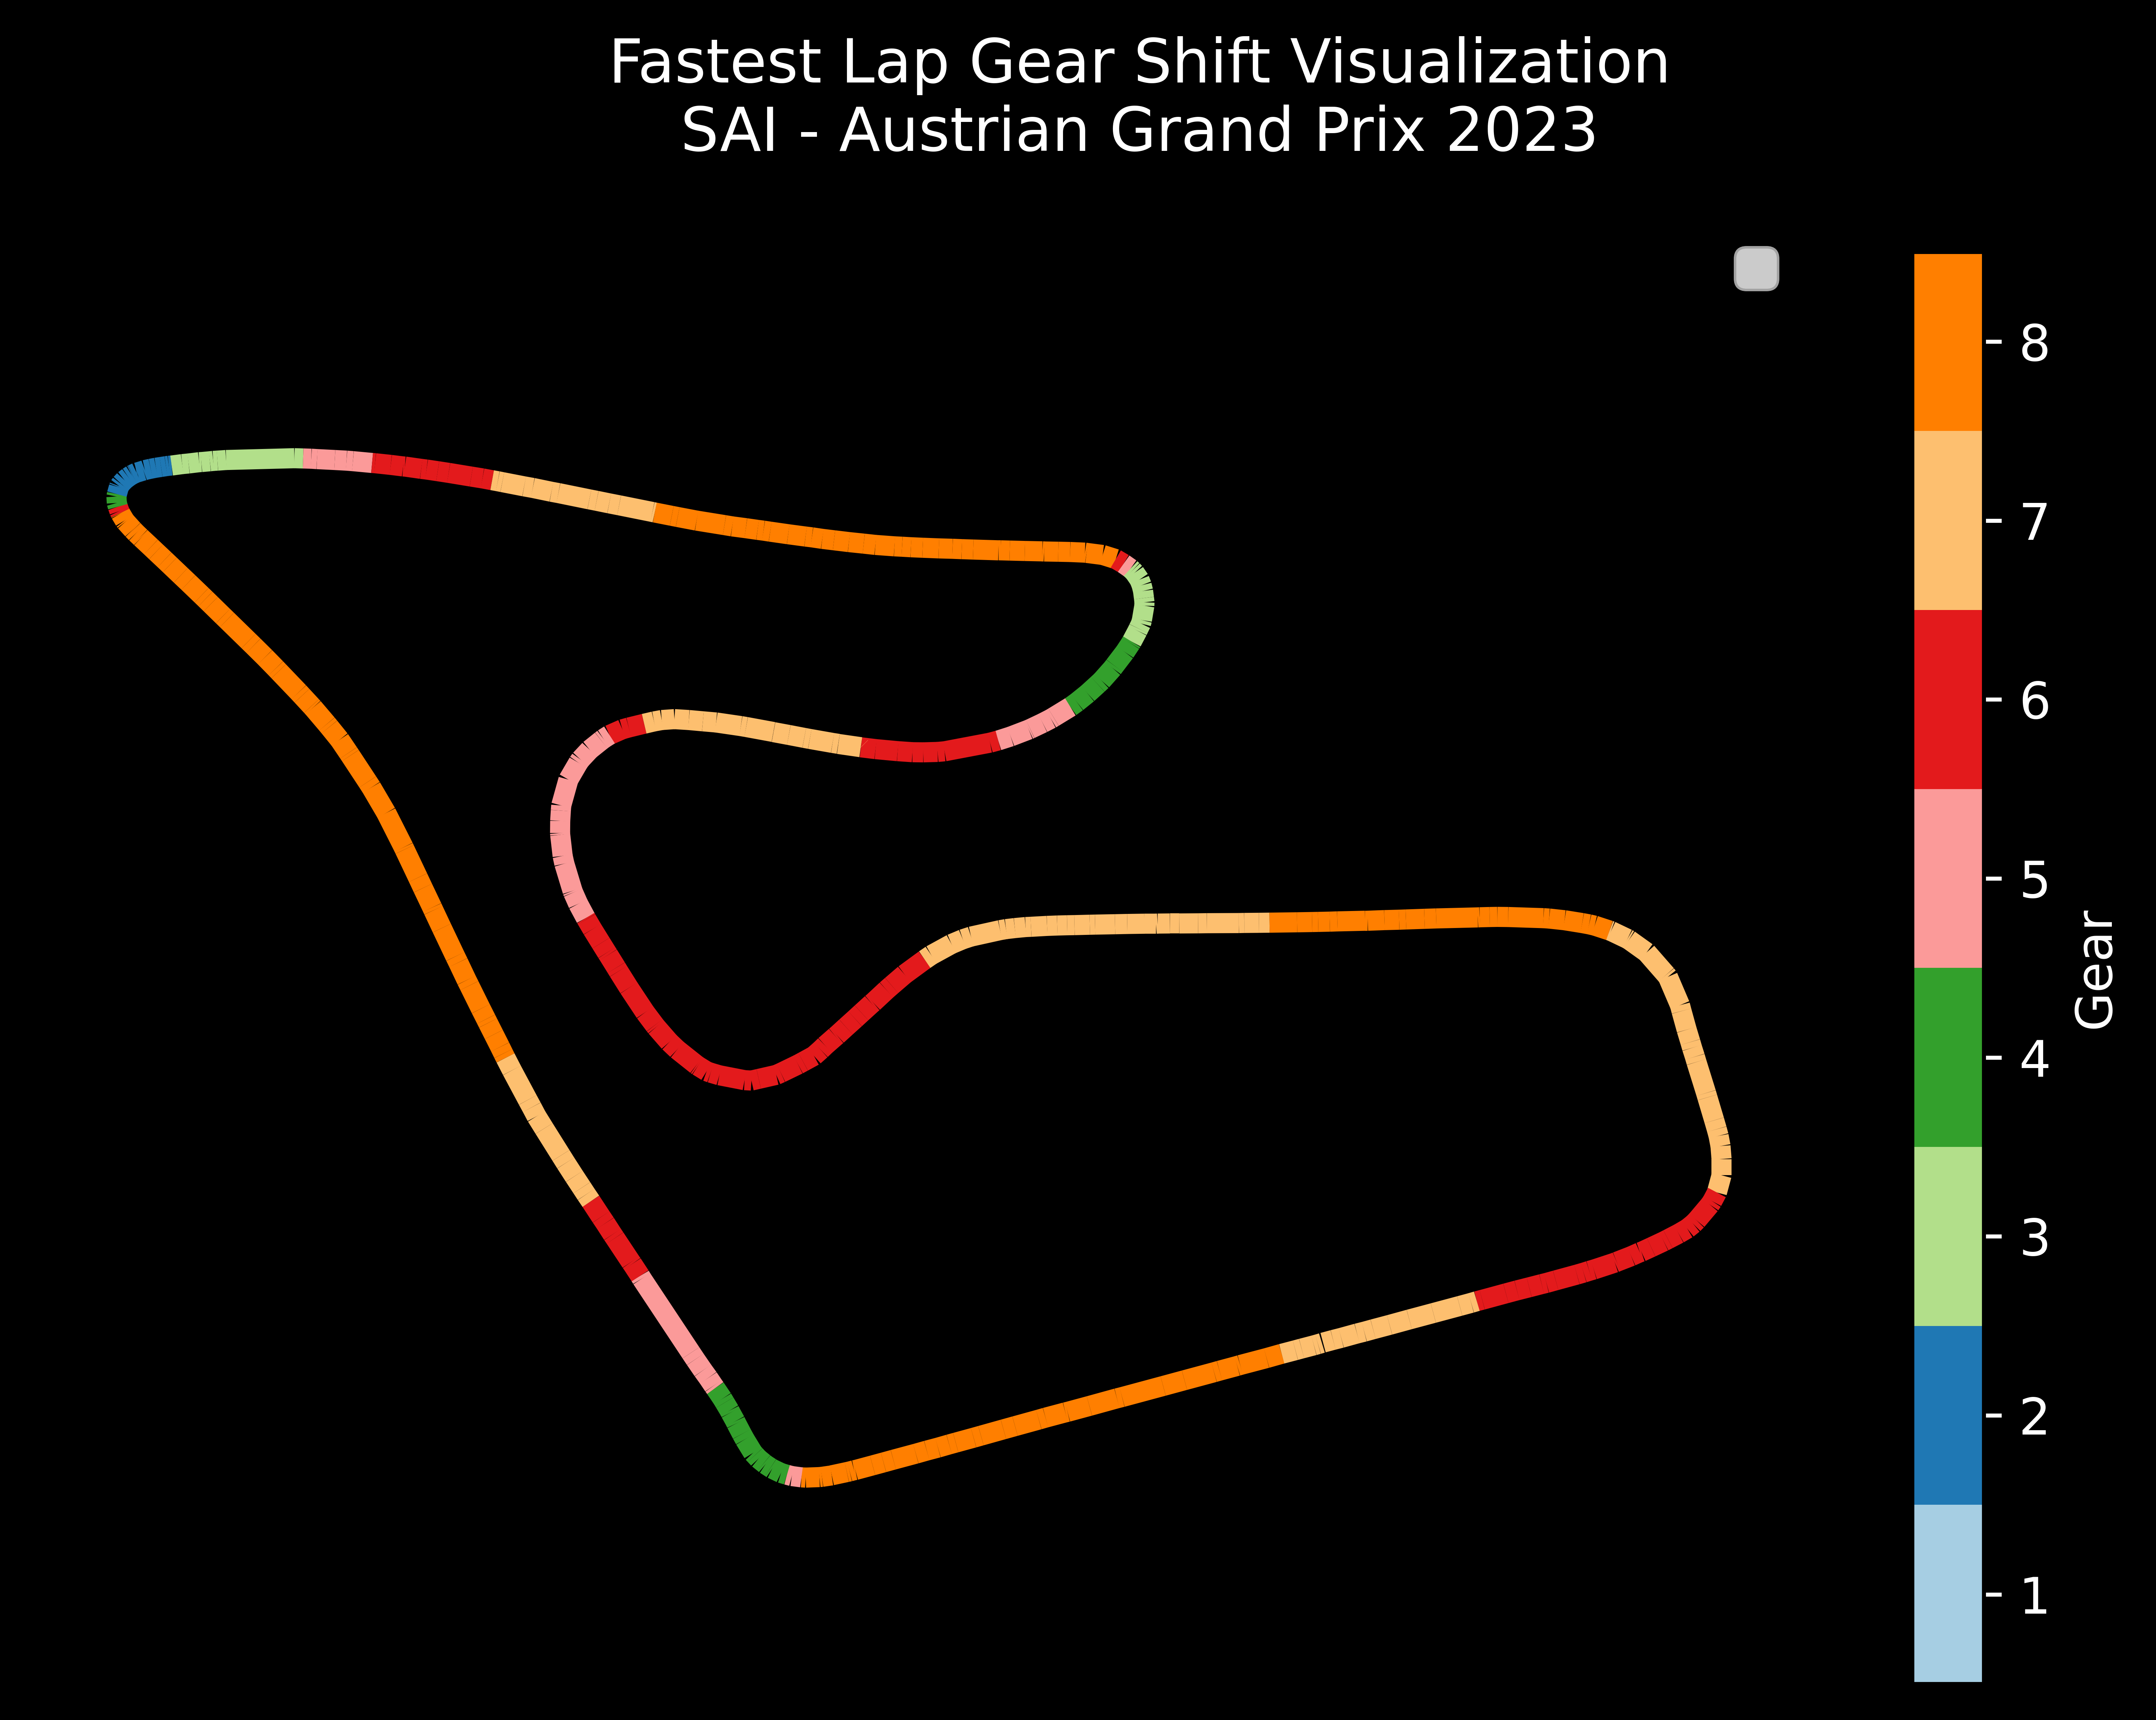 Fastest Lap Gear Shift Visualization
SAI - Austrian Grand Prix 2023
8
7
6
5
4
3
2
1
Gear